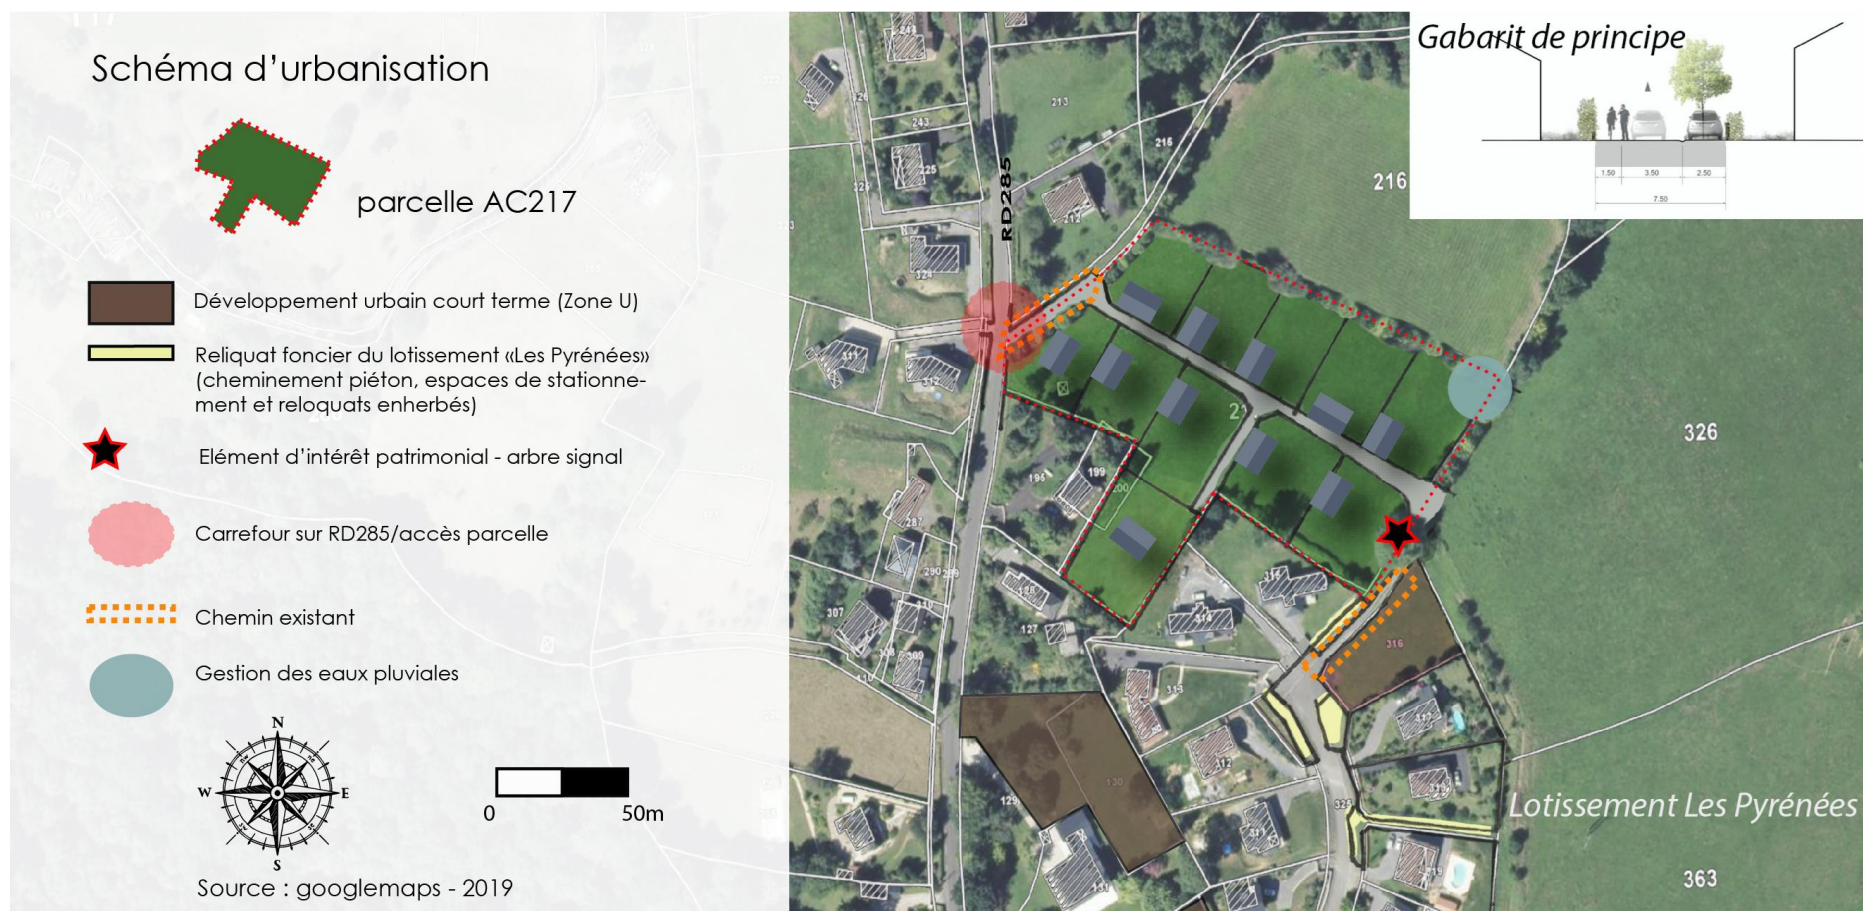 Schéma d’urbanisation
parcelle AC217
Développement urbain court terme (Zone U)
Reliquat foncier du lotissement «Les Pyrénées»
(cheminement piéton, espaces de stationne-
ment et reloquats enherbés)
Elément d’intérêt patrimonial - arbre signal
Carrefour sur RD285/accès parcelle
Chemin existant
Gestion des eaux pluviales
N
W
E
S
0
50m
Source : googlemaps - 2019
Gabarit de principe
1.50
3.50
2.50
7.50
RD285
213
243
225
215
216
212
324
311
312
21
199
200
195
287
290
307
309
310
128
127
314
315
316
313
312
317
326
130
129
131
311
325
319
Lotissement Les Pyrénées
363